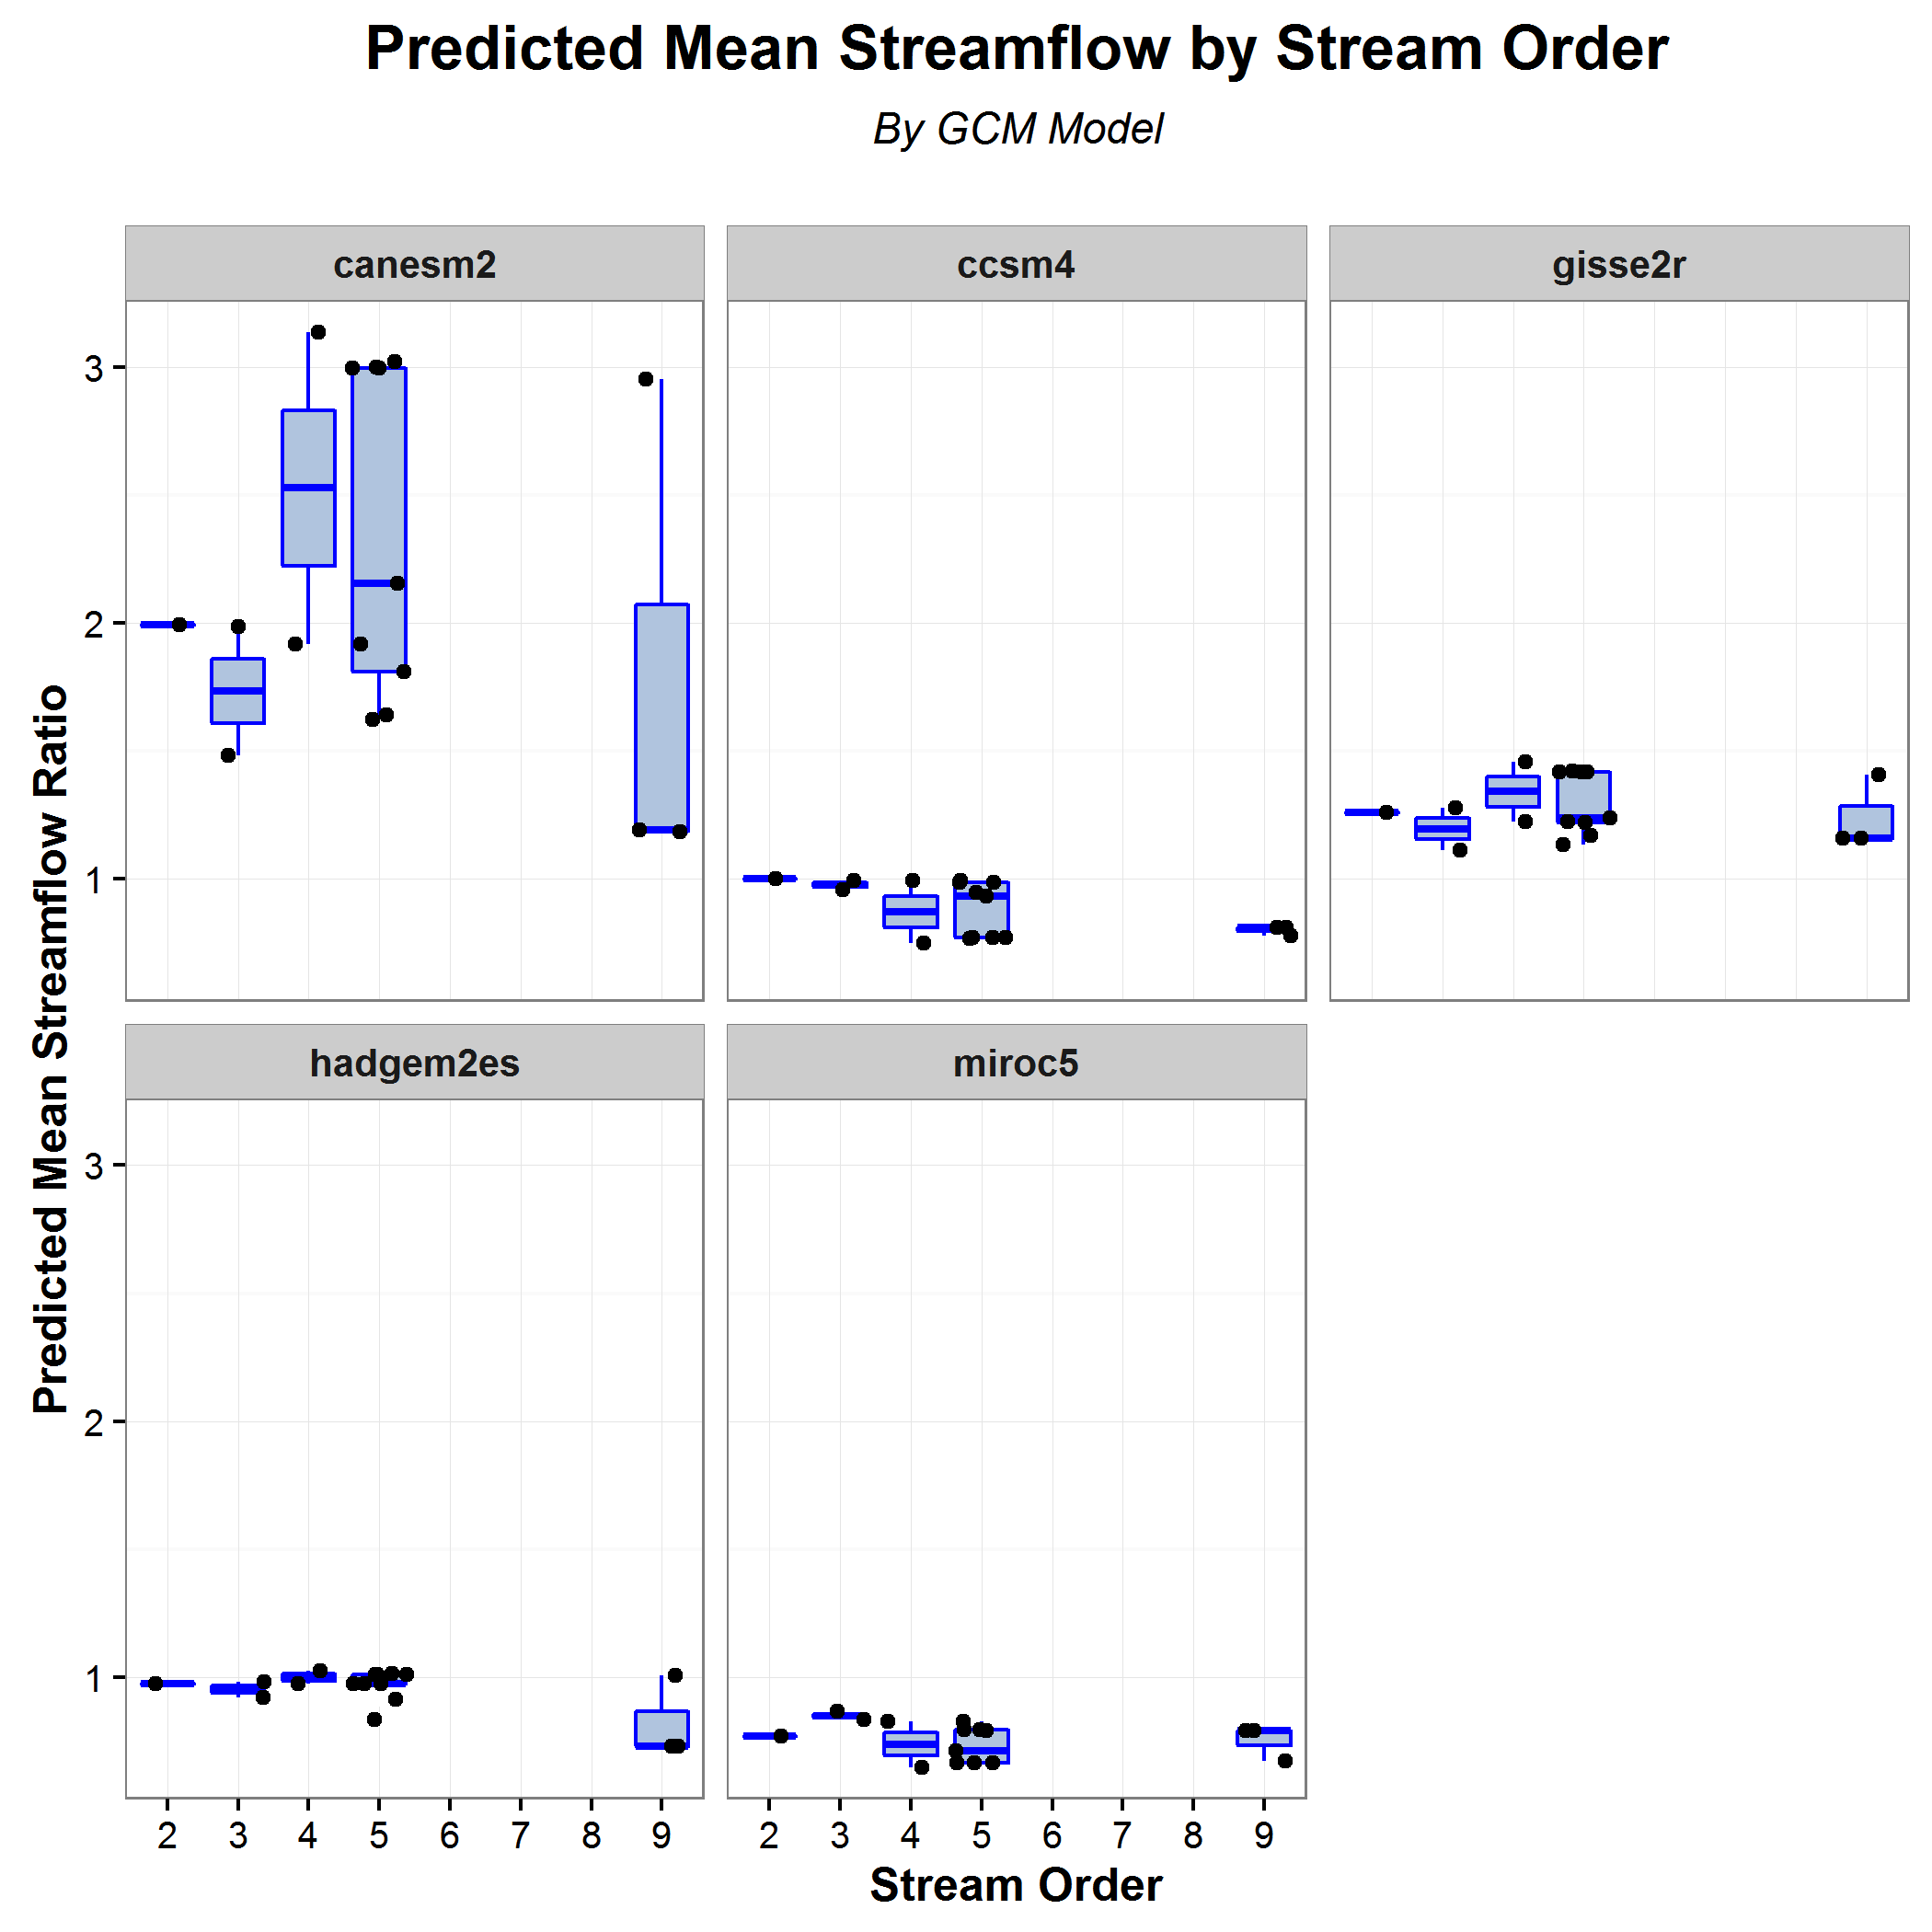 Predicted Mean Streamflow by Stream Order
By GCM Model
canesm2
ccsm4
gisse2r
3
2
1
Predicted Mean Streamflow Ratio
hadgem2es
miroc5
3
2
1
2 3 4 5 6 7 8 9
2 3 4 5 6 7 8 9
Stream Order